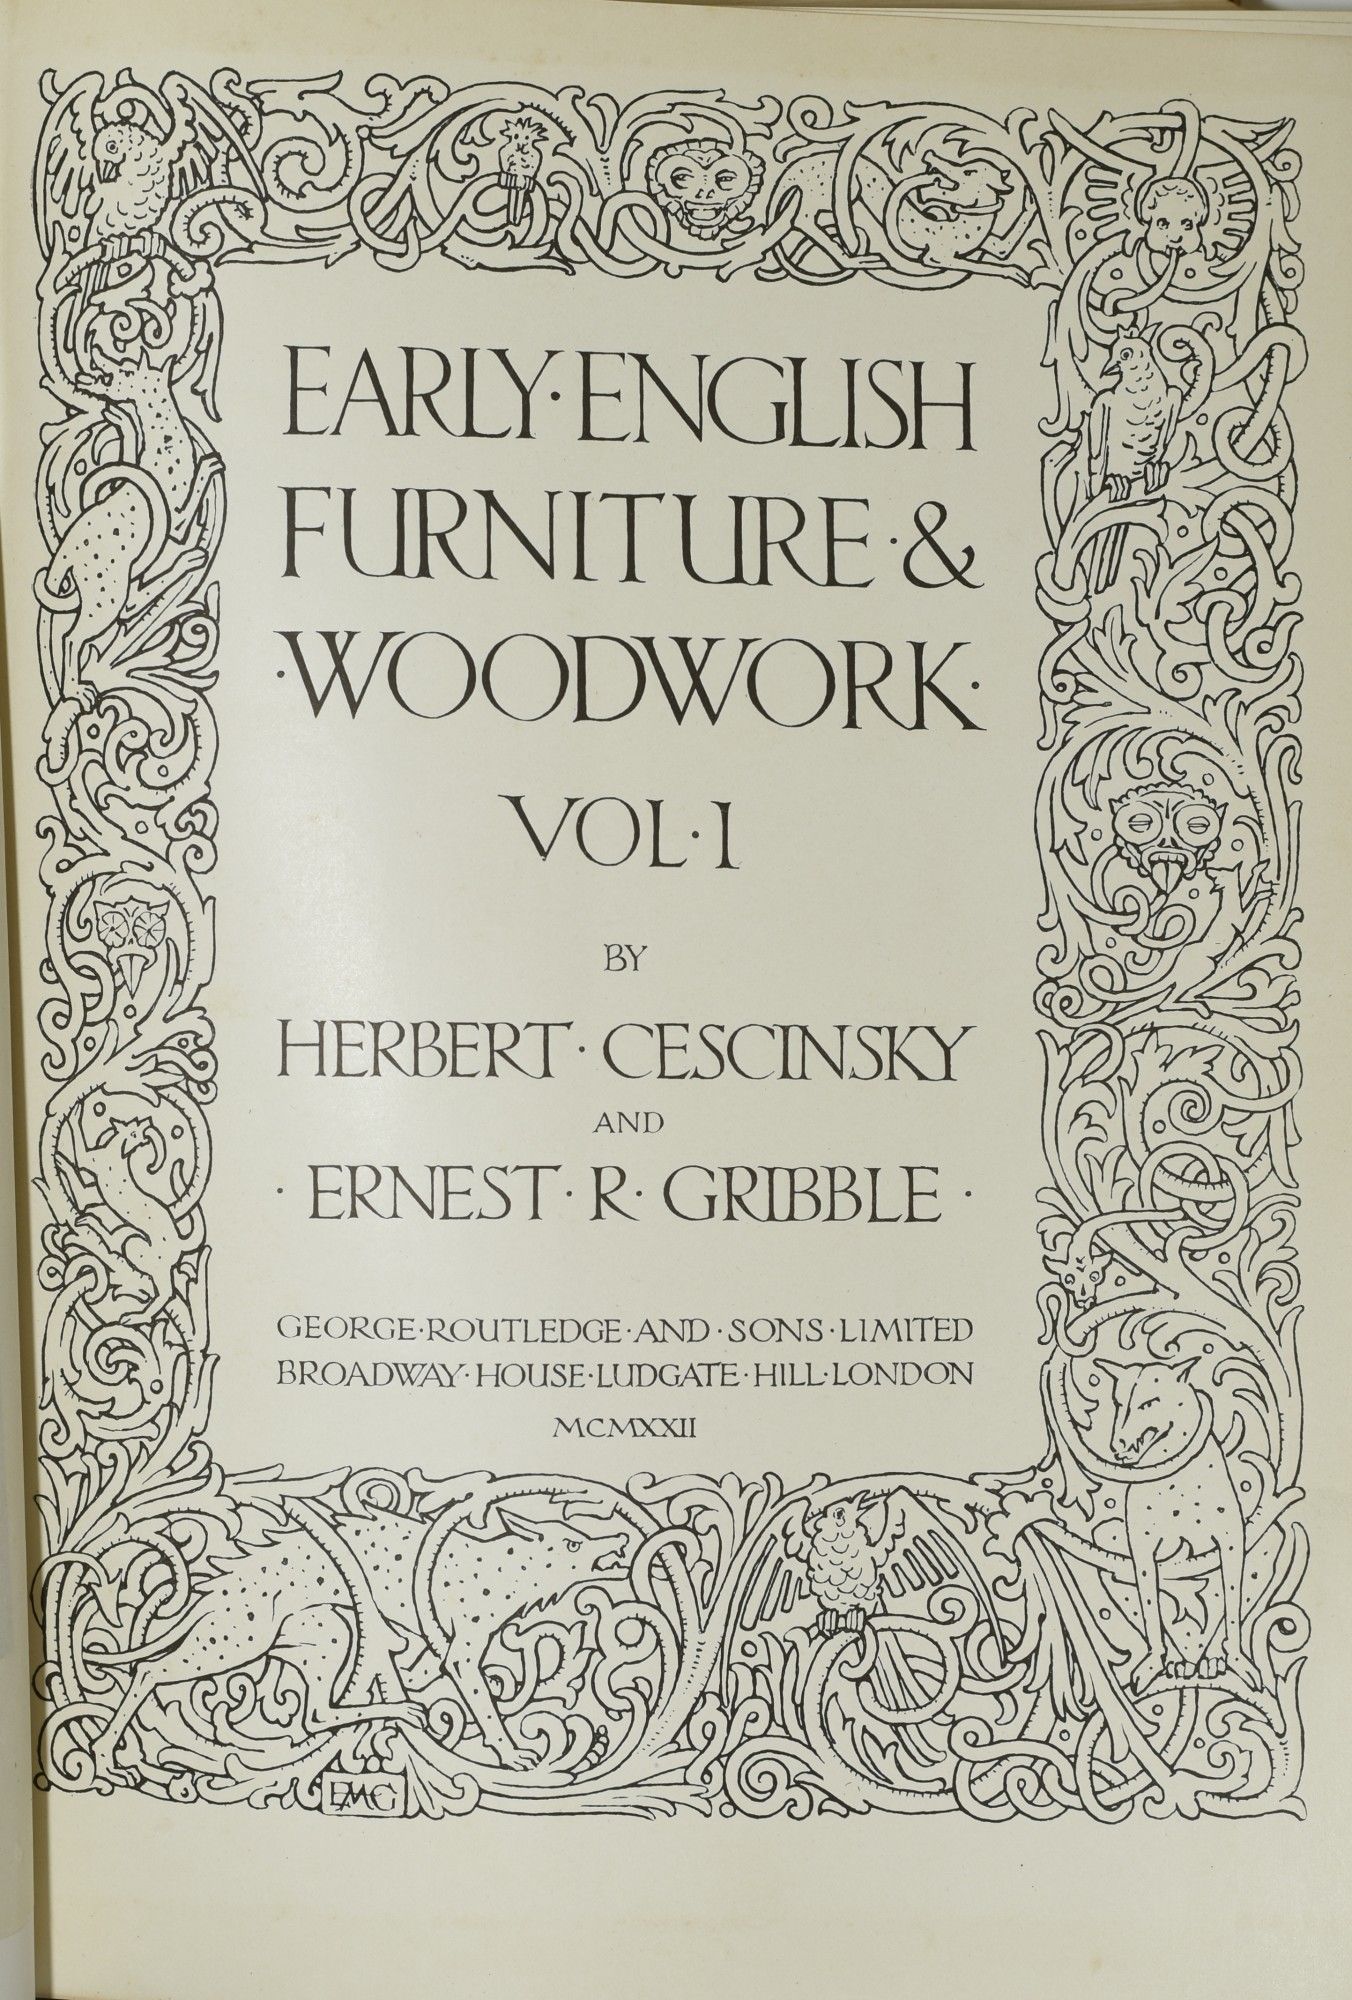 EARLY·ENGLISH
FURNITURE·&
·WOODWORK·
VOL·I
BY
HERBERT·CESCINSKY
AND
·ERNEST·R·GRIBBLE·
GEORGE·ROUTLEDGE·AND·SONS·LIMITED
BROADWAY·HOUSE·LUDGATE·HILL·LONDON
MCMXXII
EMG